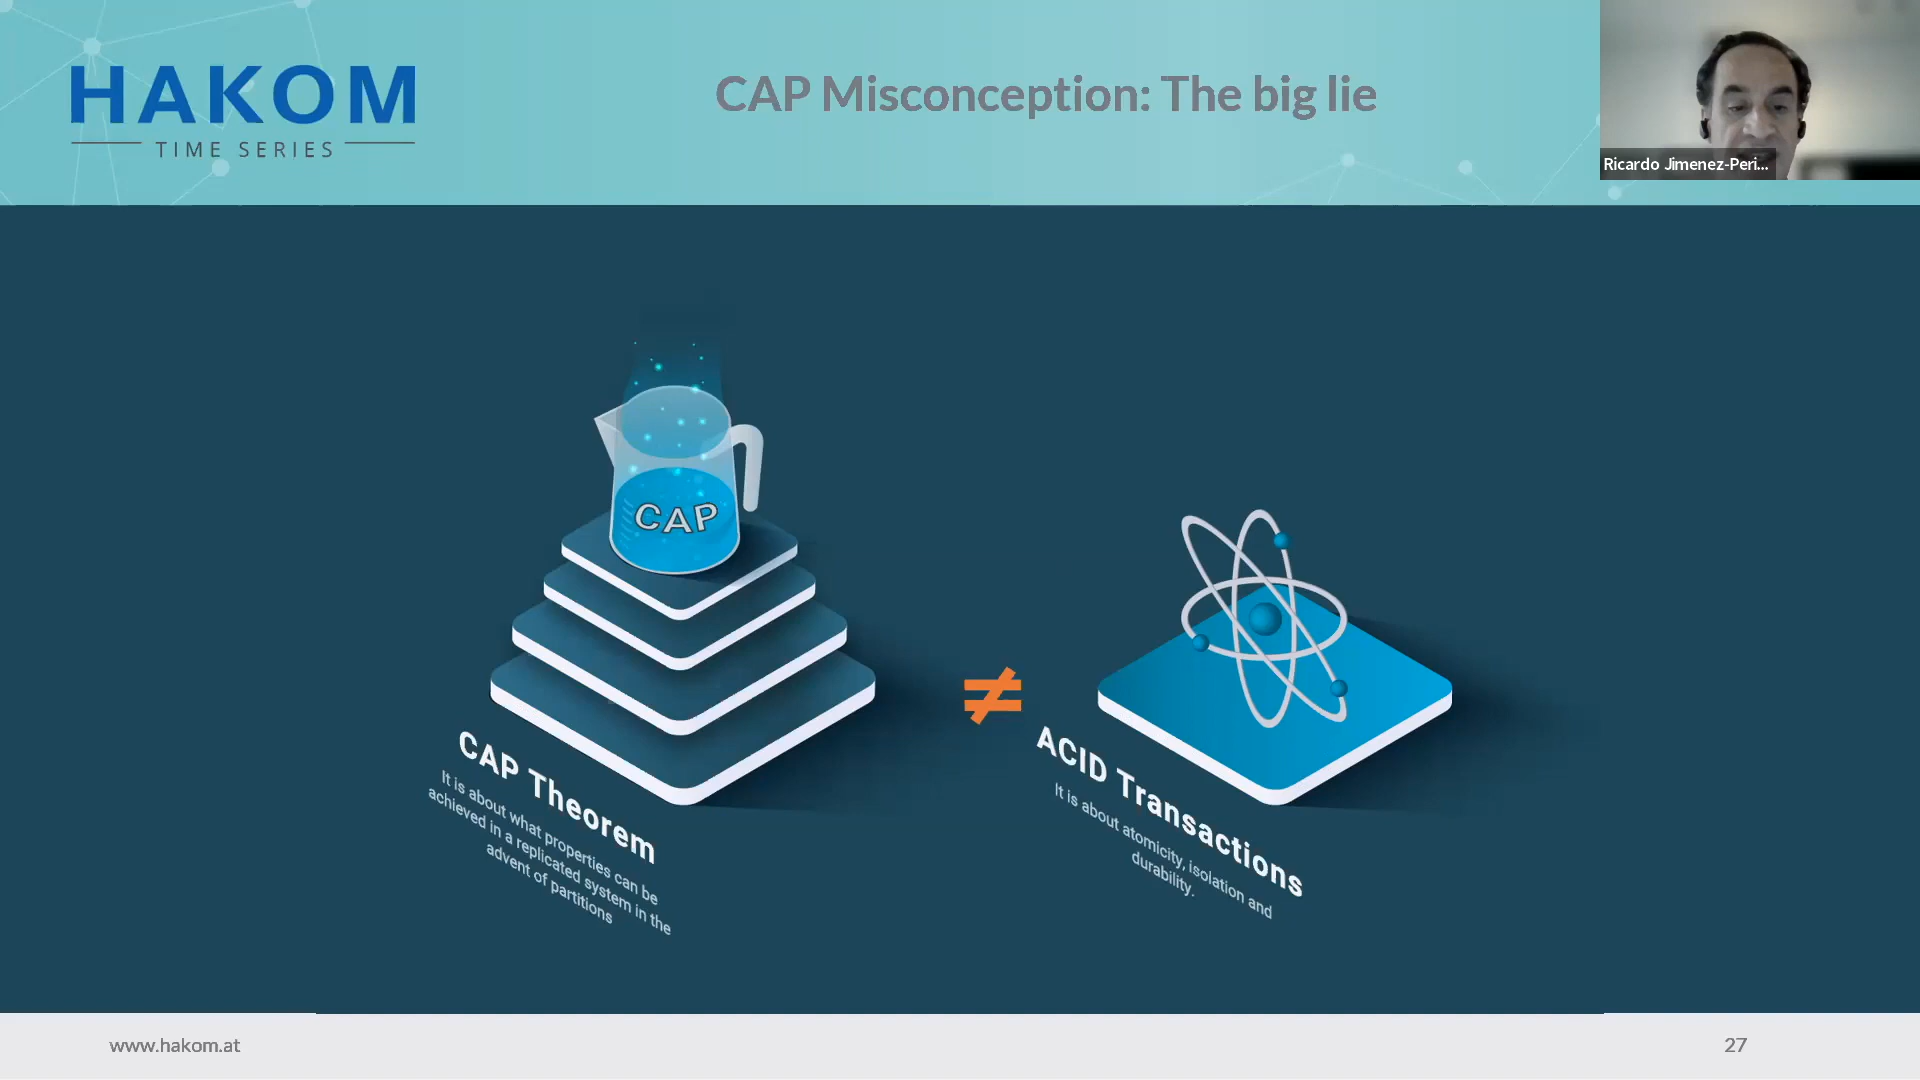 HAKOM
TIME SERIES
CAP Misconception: The big lie
Ricardo Jimenez-Peri...
CAP
≠
CAP Theorem
It is about what properties can be
achieved in a replicated system in the
advent of partitions
ACID Transactions
It is about atomicity, isolation and
durability.
www.hakom.at
27